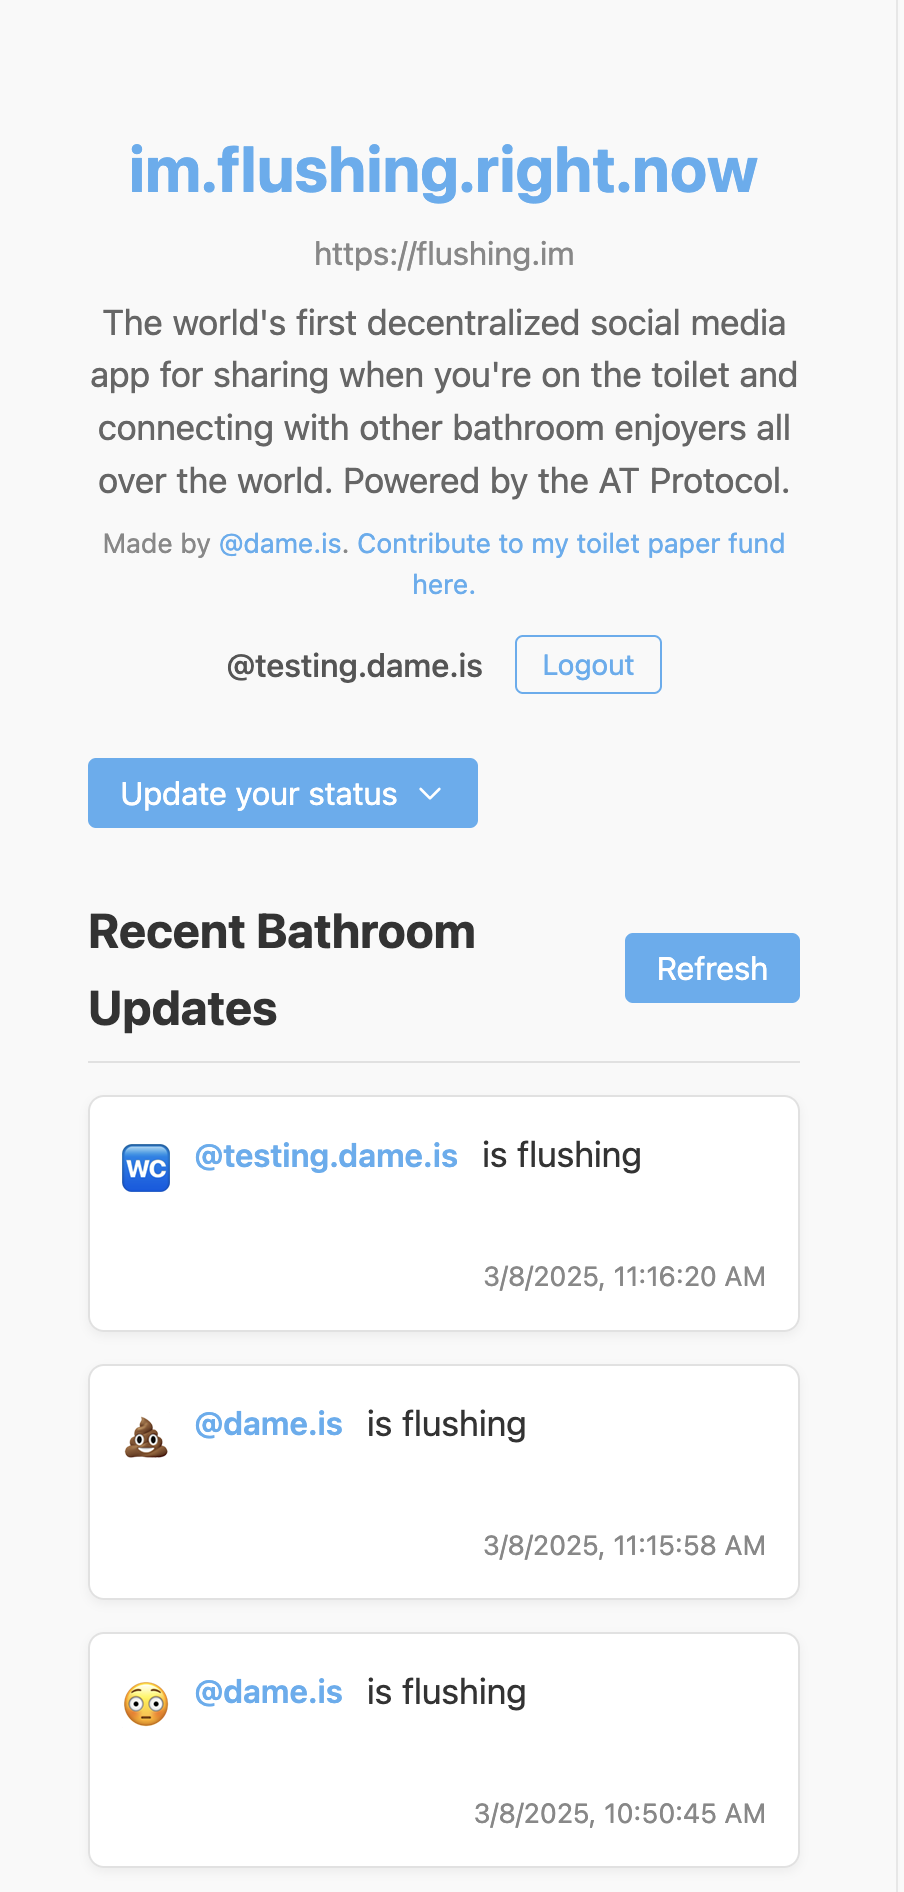 im.flushing.right.now
https://flushing.im
The world's first decentralized social media
app for sharing when you're on the toilet and
connecting with other bathroom enjoyers all
over the world. Powered by the AT Protocol.
Made by @dame.is. Contribute to my toilet paper fund
here.
@testing.dame.is Logout
Update your status
Recent Bathroom
Updates
Refresh
WC @testing.dame.is is flushing
3/8/2025, 11:16:20 AM
@dame.is is flushing
3/8/2025, 11:15:58 AM
@dame.is is flushing
3/8/2025, 10:50:45 AM